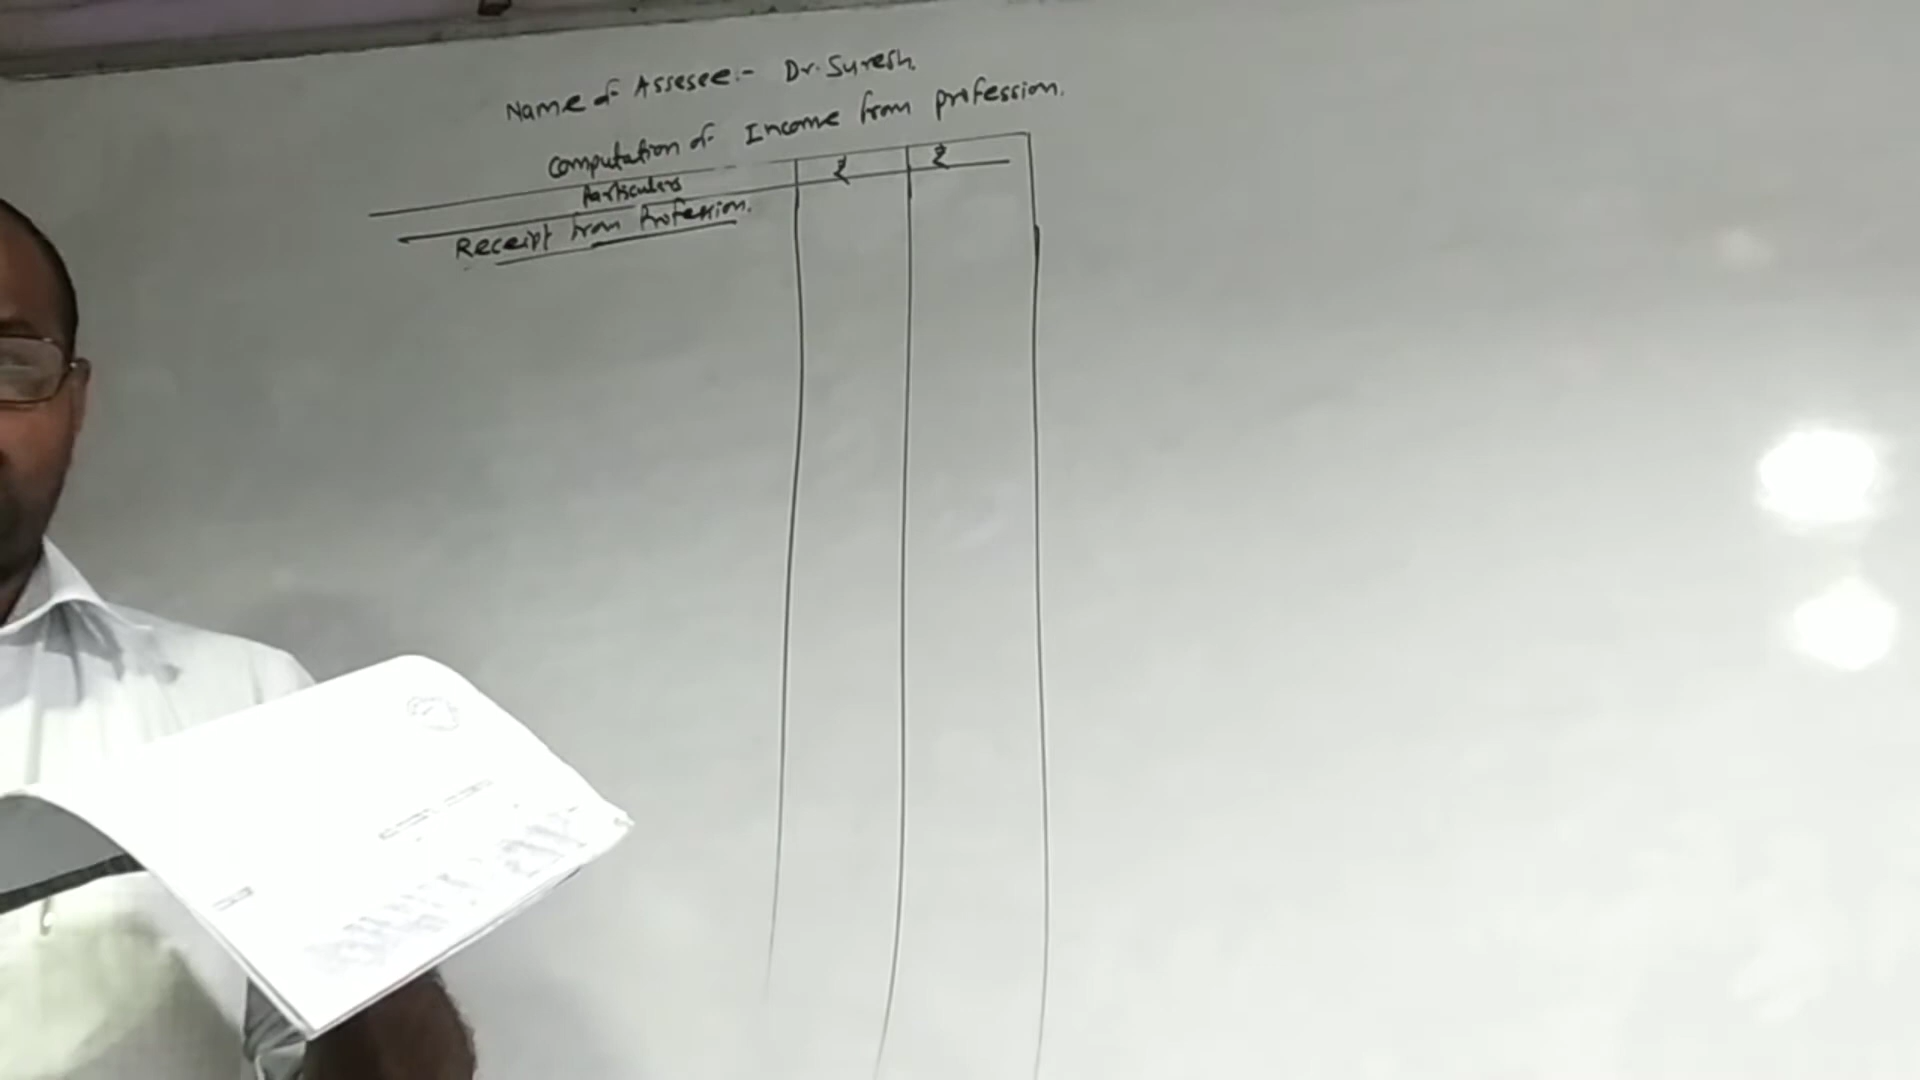 Name of Assesee:- Dr. Suresh
Computation of Income from profession.
Particulars ₹ ₹
Receipt from Profession.